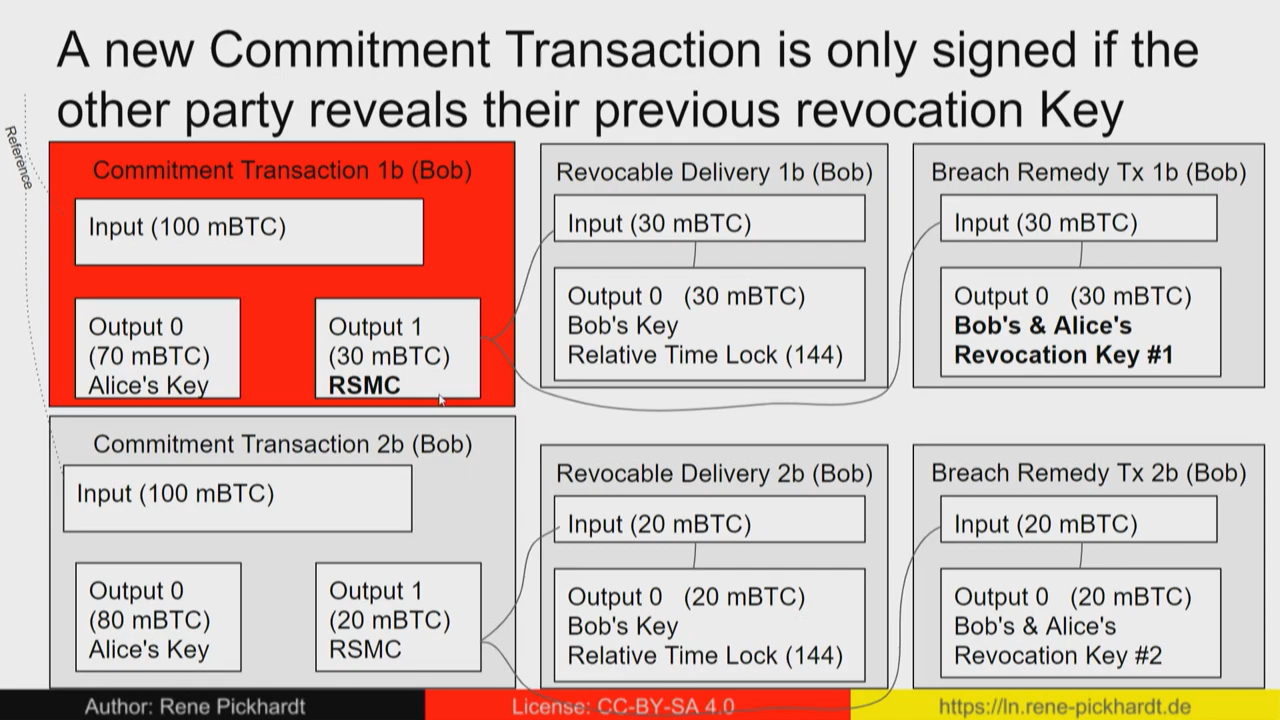 A new Commitment Transaction is only signed if the
other party reveals their previous revocation Key
Reference
Commitment Transaction 1b (Bob)
Input (100 mBTC)
Output 0
(70 mBTC)
Alice's Key
Output 1
(30 mBTC)
RSMC
Revocable Delivery 1b (Bob)
Input (30 mBTC)
Output 0 (30 mBTC)
Bob's Key
Relative Time Lock (144)
Breach Remedy Tx 1b (Bob)
Input (30 mBTC)
Output 0 (30 mBTC)
Bob's & Alice's
Revocation Key #1
Commitment Transaction 2b (Bob)
Input (100 mBTC)
Output 0
(80 mBTC)
Alice's Key
Output 1
(20 mBTC)
RSMC
Revocable Delivery 2b (Bob)
Input (20 mBTC)
Output 0 (20 mBTC)
Bob's Key
Relative Time Lock (144)
Breach Remedy Tx 2b (Bob)
Input (20 mBTC)
Output 0 (20 mBTC)
Bob's & Alice's
Revocation Key #2
Author: Rene Pickhardt
License: CC-BY-SA 4.0
https://ln.rene-pickhardt.de